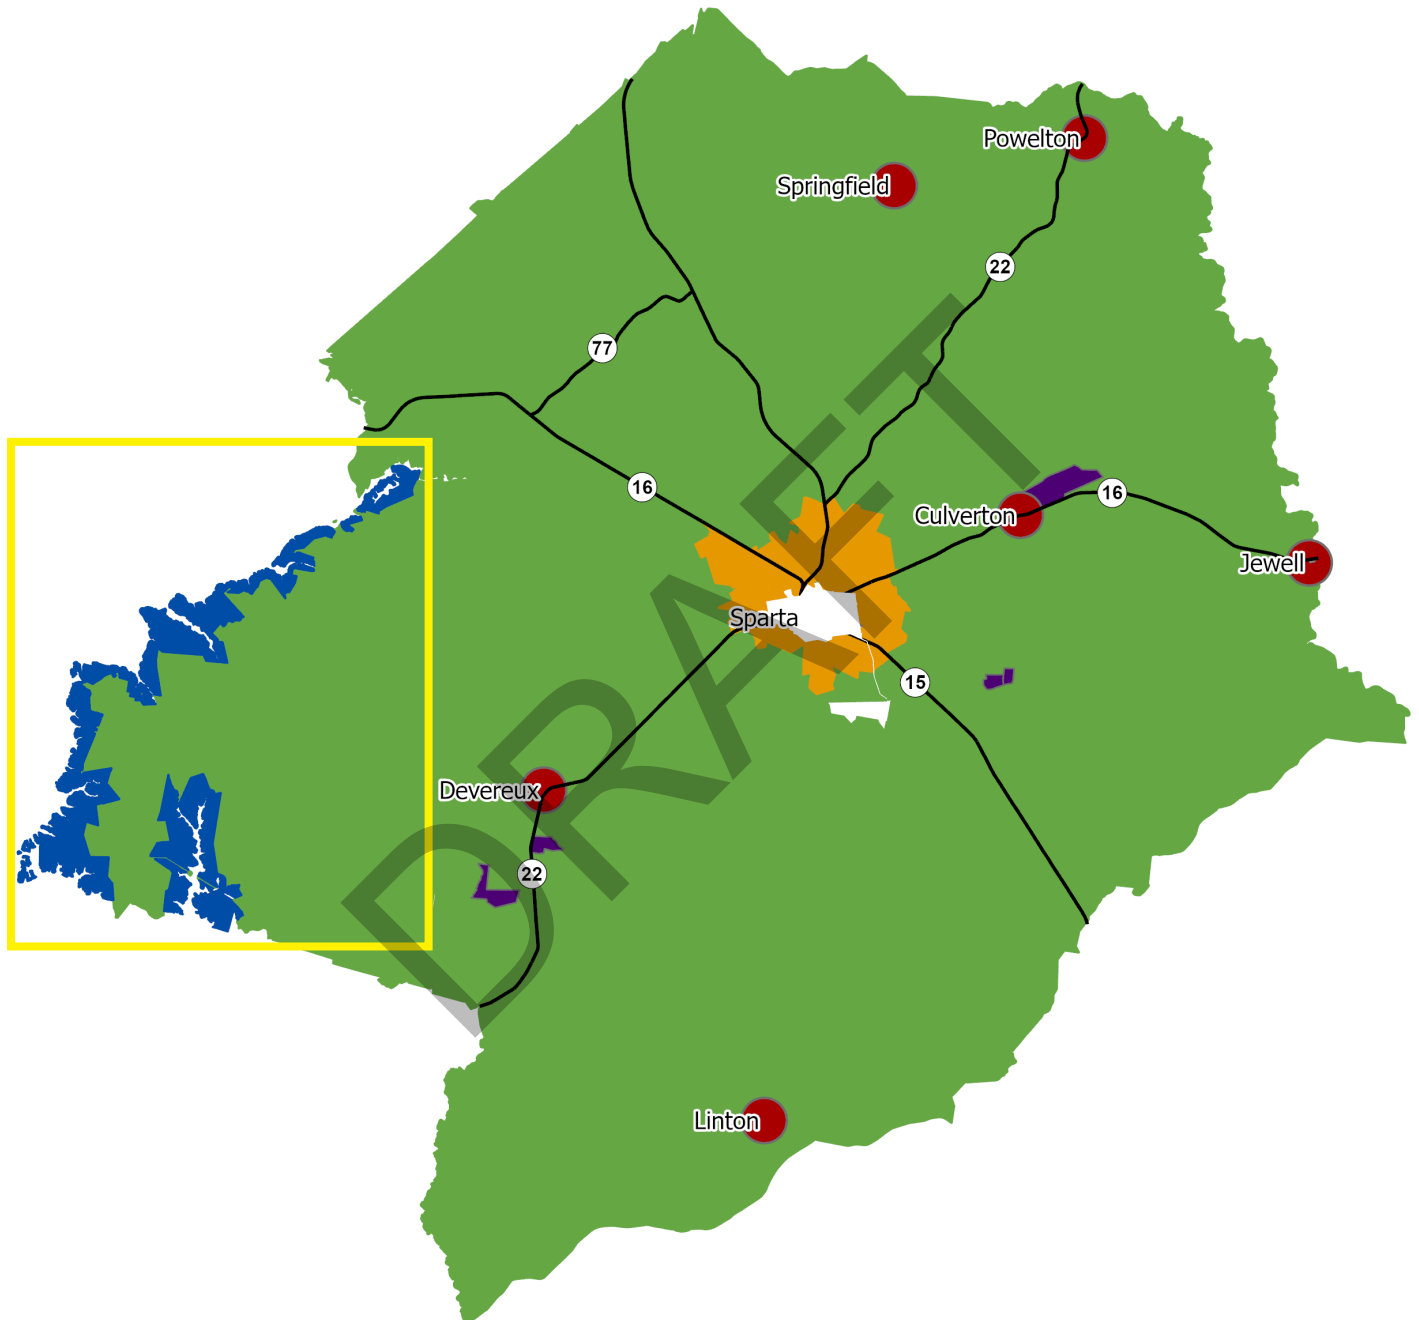 Powelton
Springfield
22
77
16
Culverton
16
Jewell
Sparta
15
Devereux
22
Linton
DRAFT